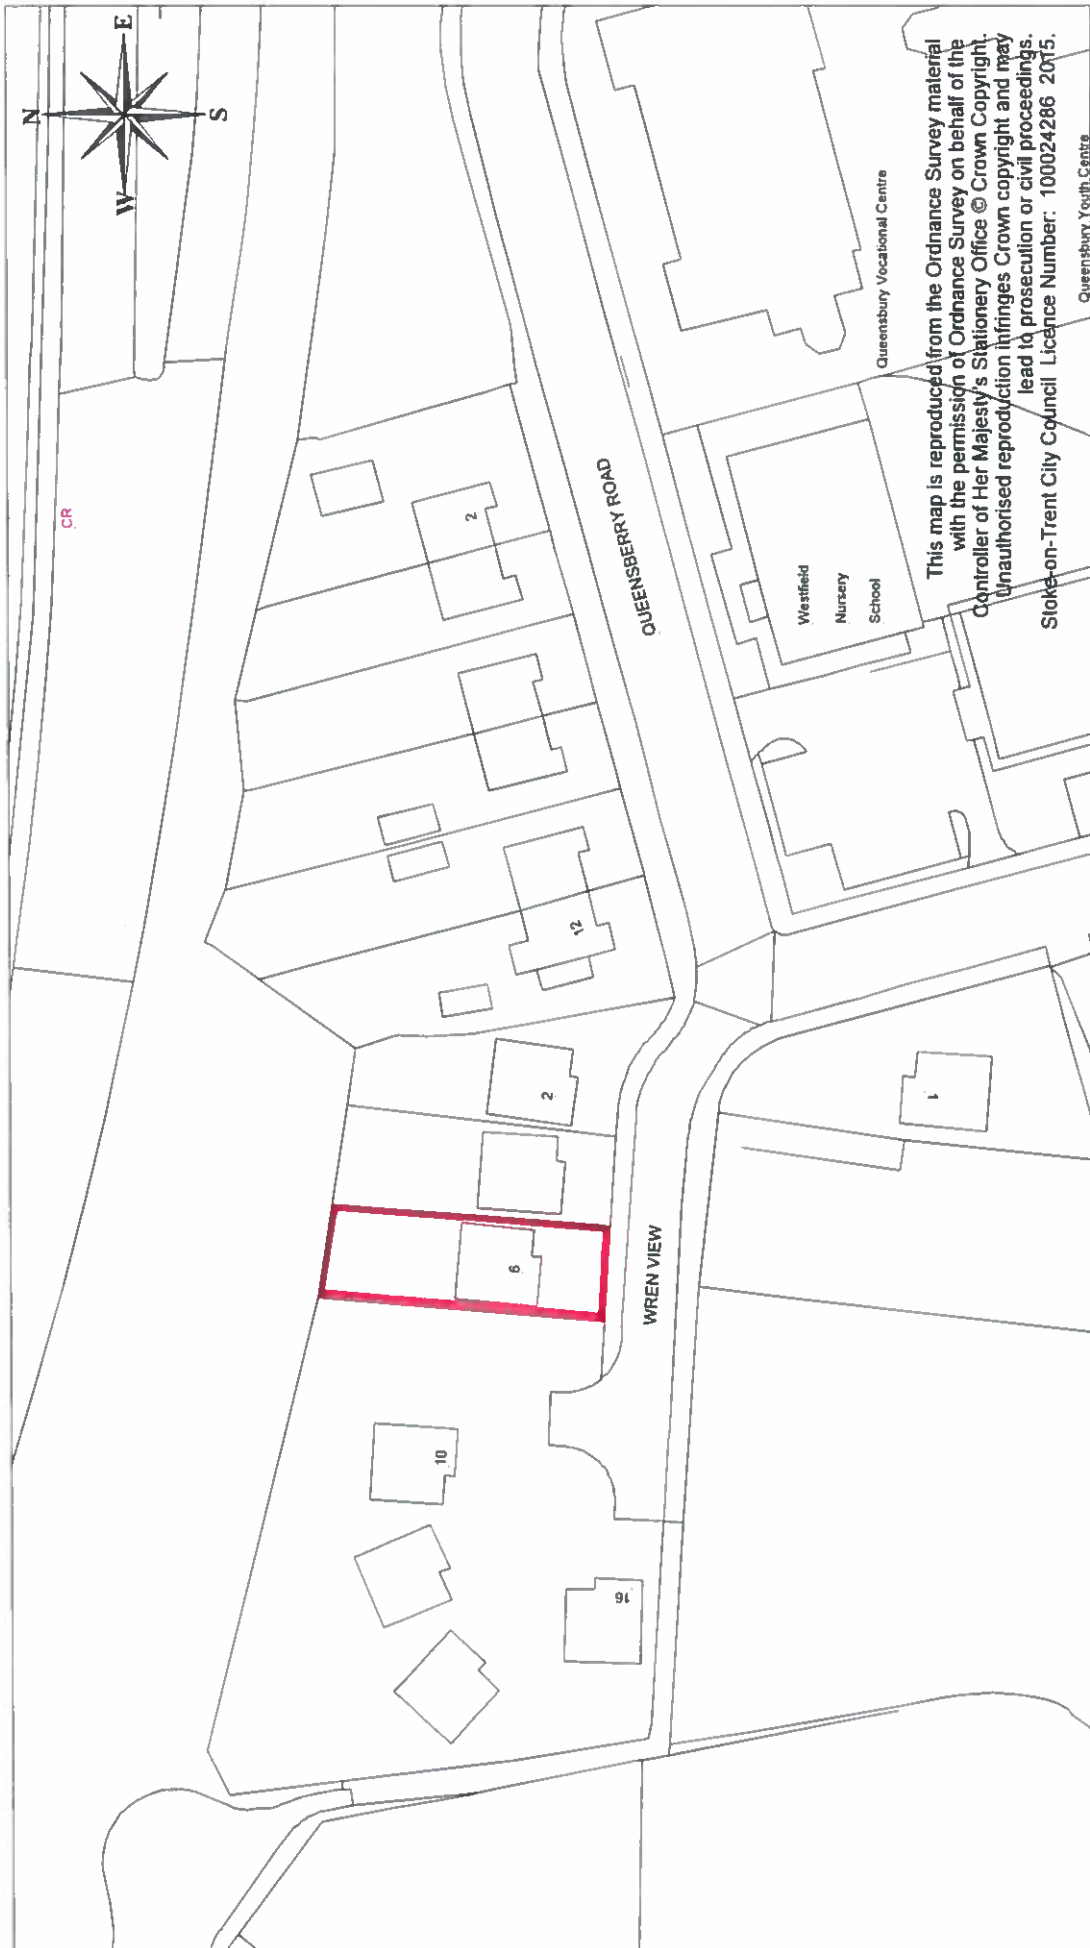 N
E
W
S
CR
2
QUEENSBERRY ROAD
12
2
6
WREN VIEW
10
16
1
Westfield
Nursery
School
Queensbury Vocational Centre
This map is reproduced from the Ordnance Survey material
with the permission of Ordnance Survey on behalf of the
Controller of Her Majesty's Stationery Office © Crown Copyright.
Unauthorised reproduction infringes Crown copyright and may
lead to prosecution or civil proceedings.
Stoke-on-Trent City Council Licence Number: 100024286 2015.
Queensbury Youth Centre